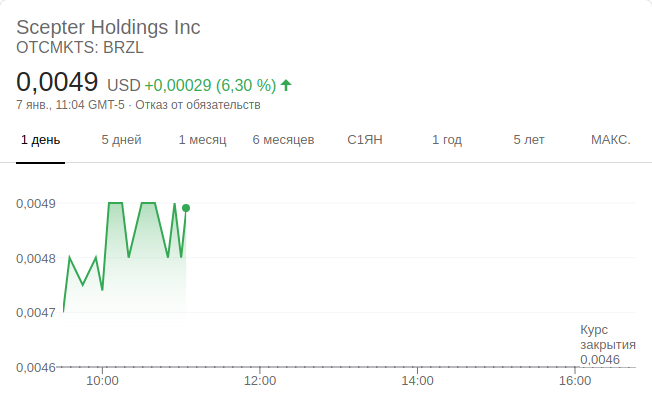 Scepter Holdings Inc
OTCMKTS: BRZL
0,0049 USD +0,00029 (6,30 %)
7 янв., 11:04 GMT-5 · Отказ от обязательств
1 день 5 дней 1 месяц 6 месяцев С1ЯН 1 год 5 лет МАКС.
0,0049
0,0048
0,0047
Курс
закрытия
0,0046
0,0046
10:00 12:00 14:00 16:00